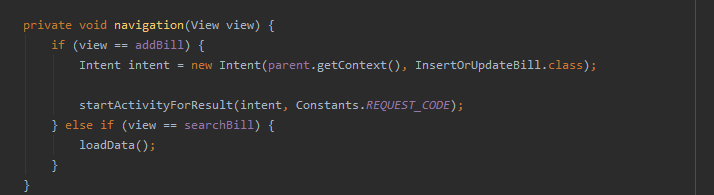 private void navigation(View view) {
if (view == addBill) {
Intent intent = new Intent(parent.getContext(), InsertOrUpdateBill.class);
startActivityForResult(intent, Constants.REQUEST_CODE);
} else if (view == searchBill) {
loadData();
}
}